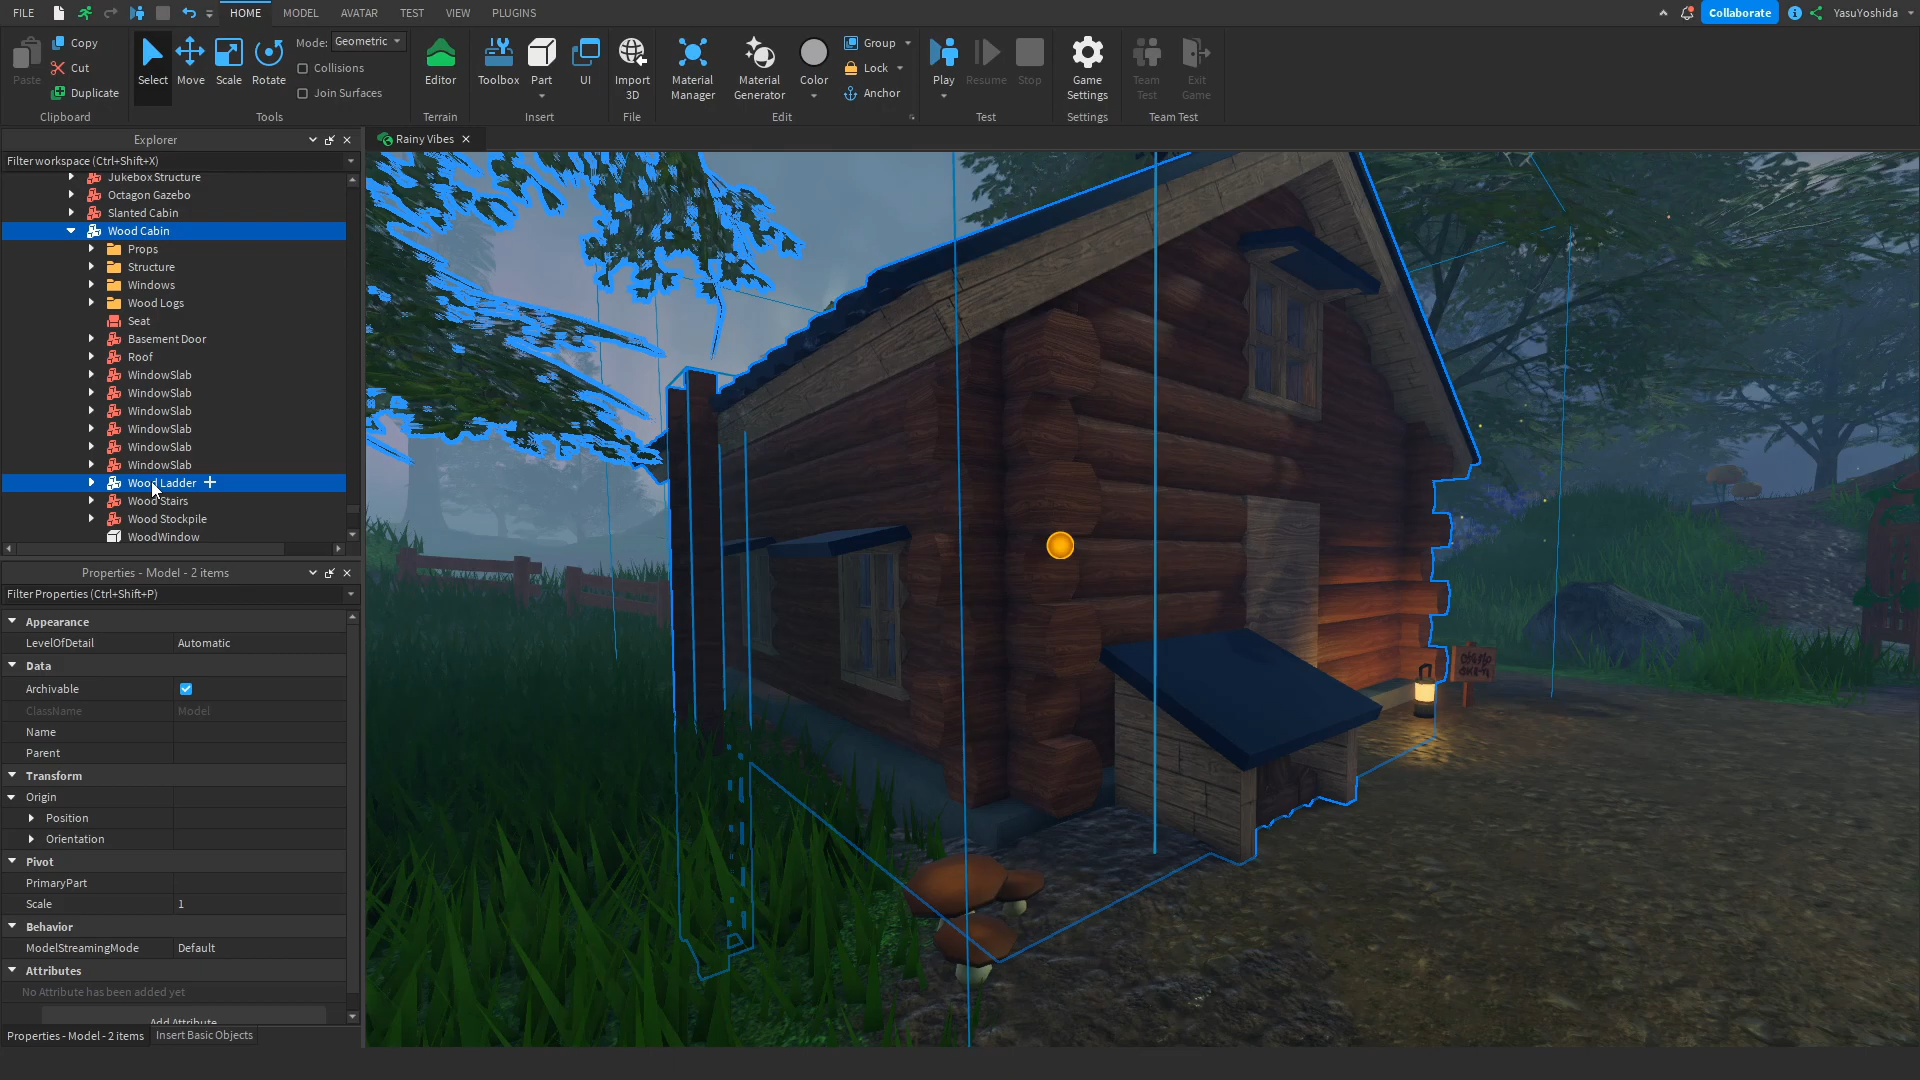 FILE
HOME
MODEL
AVATAR
TEST
VIEW
PLUGINS
Collaborate
YasuYoshida
Paste
Copy
Cut
Duplicate
Clipboard
Select
Move
Scale
Rotate
Mode: Geometric
Collisions
Join Surfaces
Tools
Editor
Terrain
Toolbox
Part
UI
Insert
Import
3D
File
Material
Manager
Material
Generator
Color
Group
Lock
Anchor
Edit
Play
Resume
Stop
Test
Game
Settings
Settings
Team
Test
Exit
Game
Team Test
Explorer
Rainy Vibes
Filter workspace (Ctrl+Shift+X)
Jukebox Structure
Octagon Gazebo
Slanted Cabin
Wood Cabin
Props
Structure
Windows
Wood Logs
Seat
Basement Door
Roof
WindowSlab
WindowSlab
WindowSlab
WindowSlab
WindowSlab
WindowSlab
Wood Ladder
Wood Stairs
Wood Stockpile
WoodWindow
Properties - Model - 2 items
Filter Properties (Ctrl+Shift+P)
Appearance
LevelOfDetail Automatic
Data
Archivable
ClassName Model
Name
Parent
Transform
Origin
Position
Orientation
Pivot
PrimaryPart
Scale 1
Behavior
ModelStreamingMode Default
Attributes
No Attribute has been added yet
Add Attribute
Properties - Model - 2 items
Insert Basic Objects